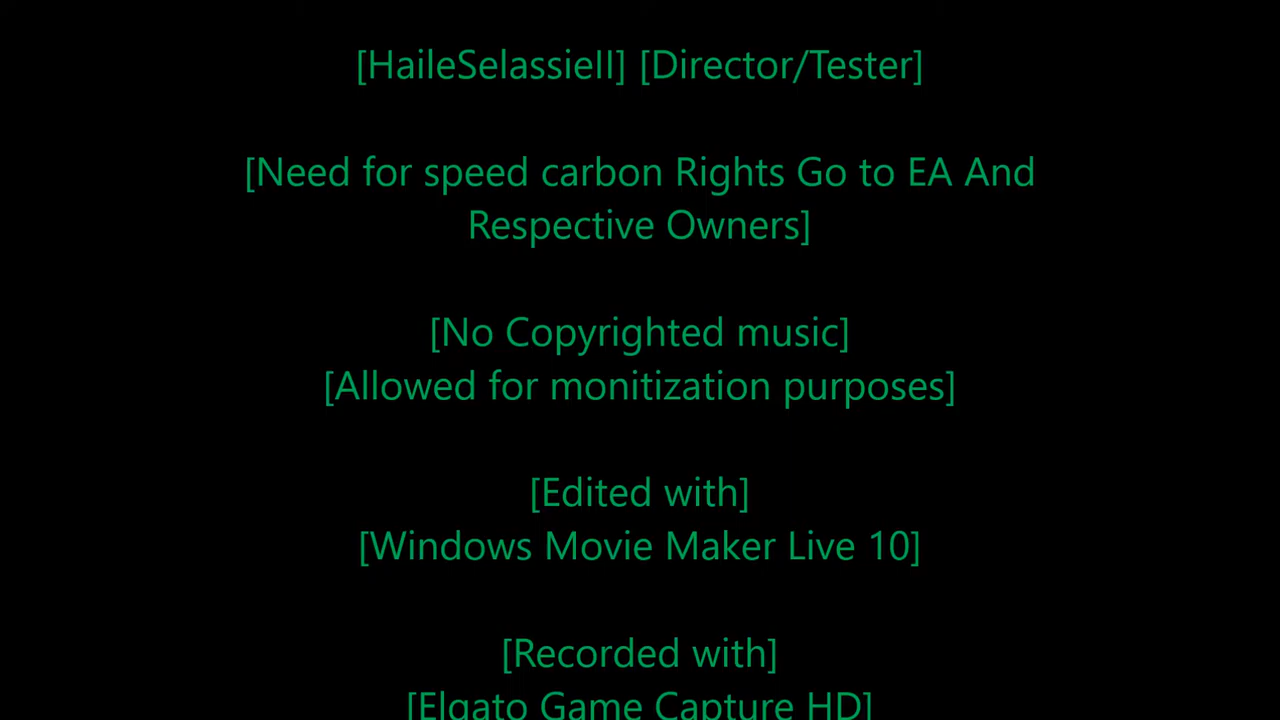 [HaileSelassieII] [Director/Tester]
[Need for speed carbon Rights Go to EA And
Respective Owners]
[No Copyrighted music]
[Allowed for monitization purposes]
[Edited with]
[Windows Movie Maker Live 10]
[Recorded with]
[Elgato Game Capture HD]